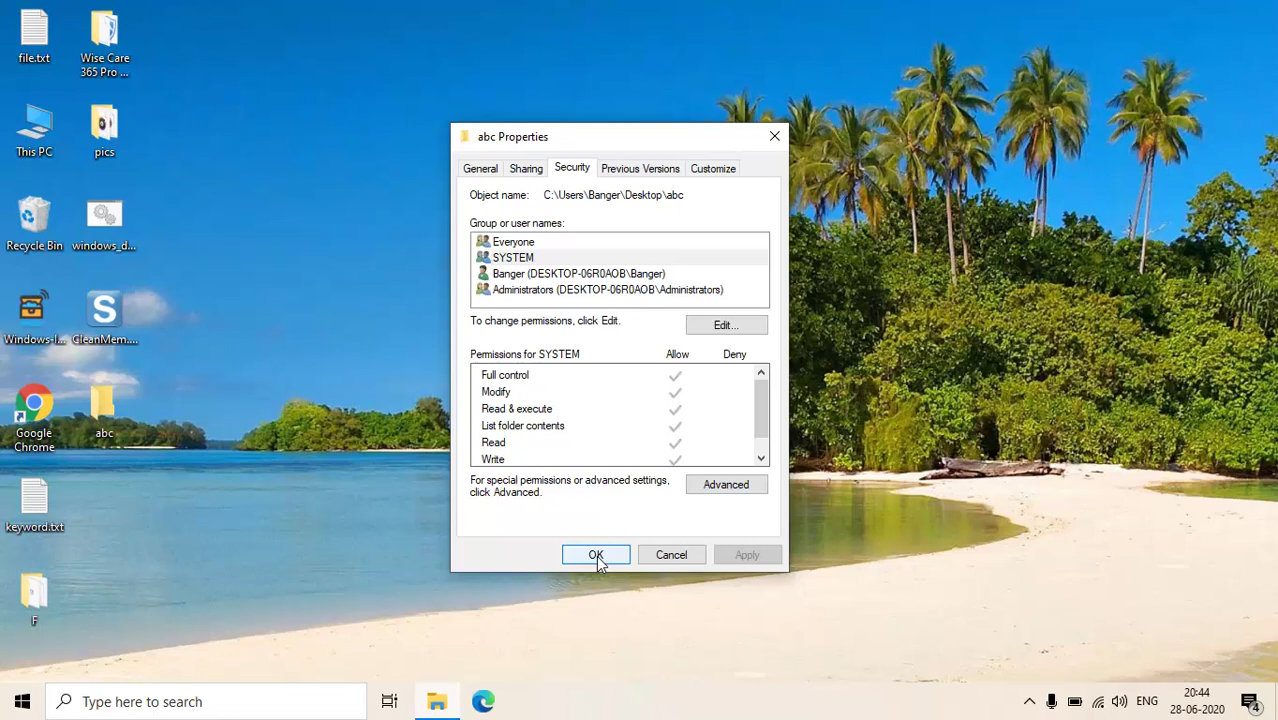 file.txt
Wise Care
365 Pro ...
This PC
pics
Recycle Bin
windows_d...
Windows-I...
CleanMem....
Google
Chrome
abc
keyword.txt
F
abc Properties
General
Sharing
Security
Previous Versions
Customize
Object name: C:\Users\Banger\Desktop\abc
Group or user names:
Everyone
SYSTEM
Banger (DESKTOP-06R0AOB\Banger)
Administrators (DESKTOP-06R0AOB\Administrators)
To change permissions, click Edit.
Edit...
Permissions for SYSTEM Allow Deny
Full control
Modify
Read & execute
List folder contents
Read
Write
For special permissions or advanced settings,
click Advanced.
Advanced
OK
Cancel
Apply
Type here to search
ENG
20:44
28-06-2020
4